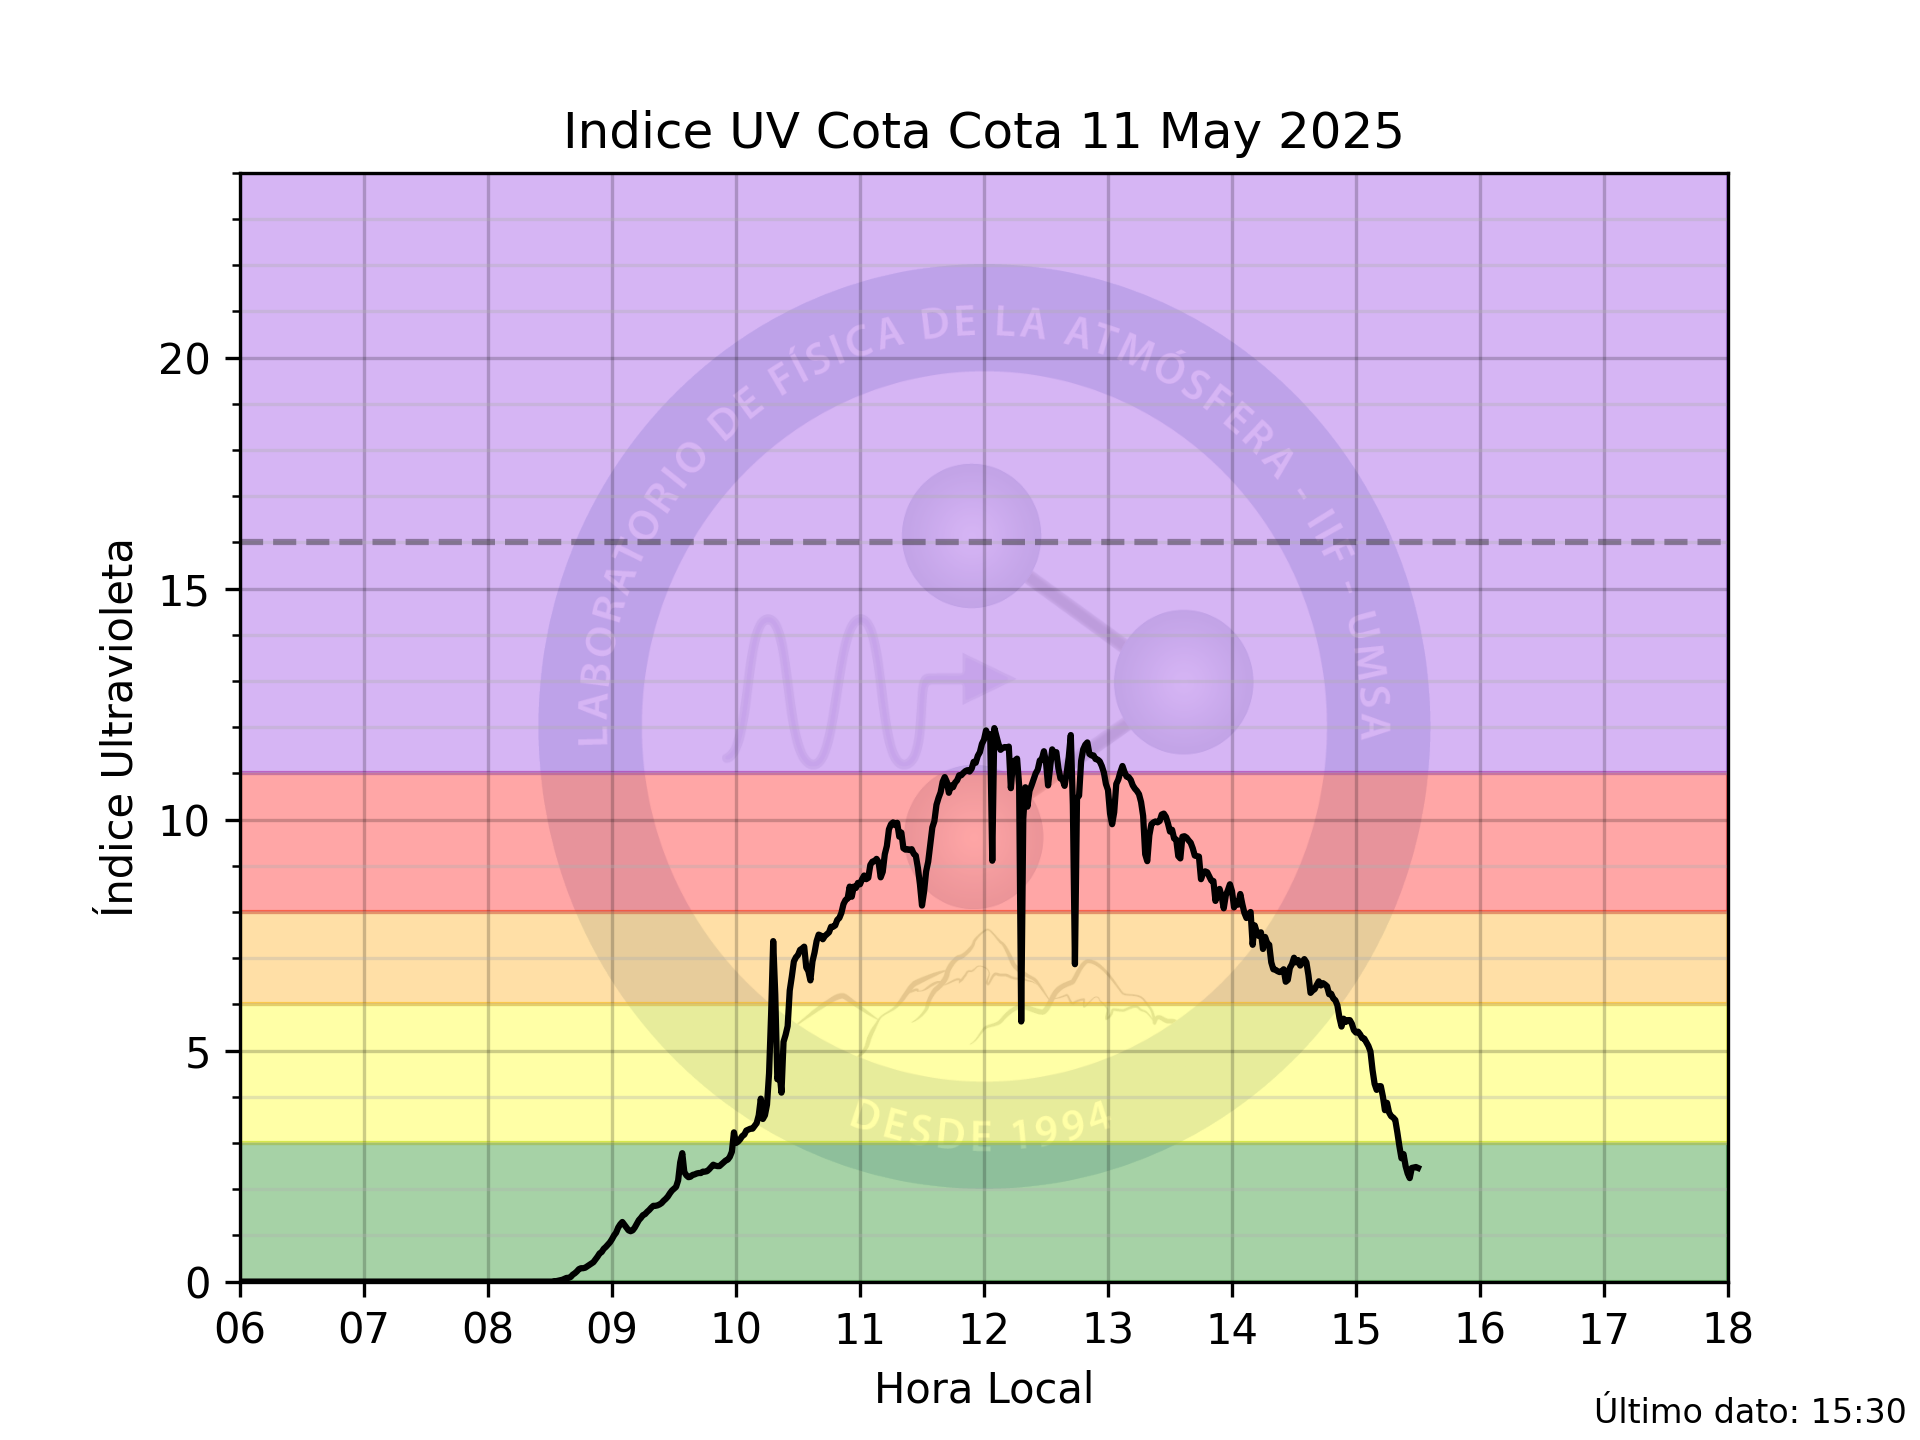 Indice UV Cota Cota 11 May 2025
LABORATORIO DE FÍSICA DE LA ATMÓSFERA - IIF - UMSA
DESDE 1994
Índice Ultravioleta
20
15
10
5
0
06 07 08 09 10 11 12 13 14 15 16 17 18
Hora Local
Último dato: 15:30